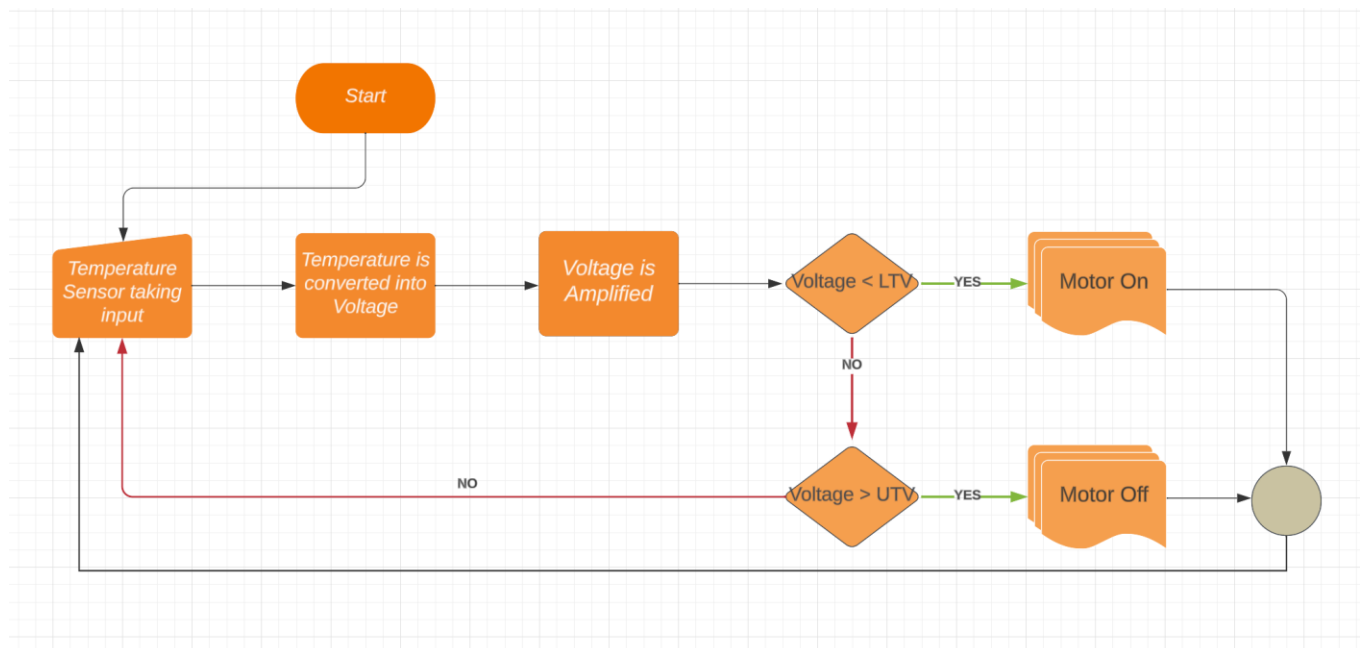 Start
Temperature
Sensor taking
input
Temperature is
converted into
Voltage
Voltage is
Amplified
Voltage < LTV
YES
Motor On
NO
Voltage > UTV
YES
Motor Off
NO